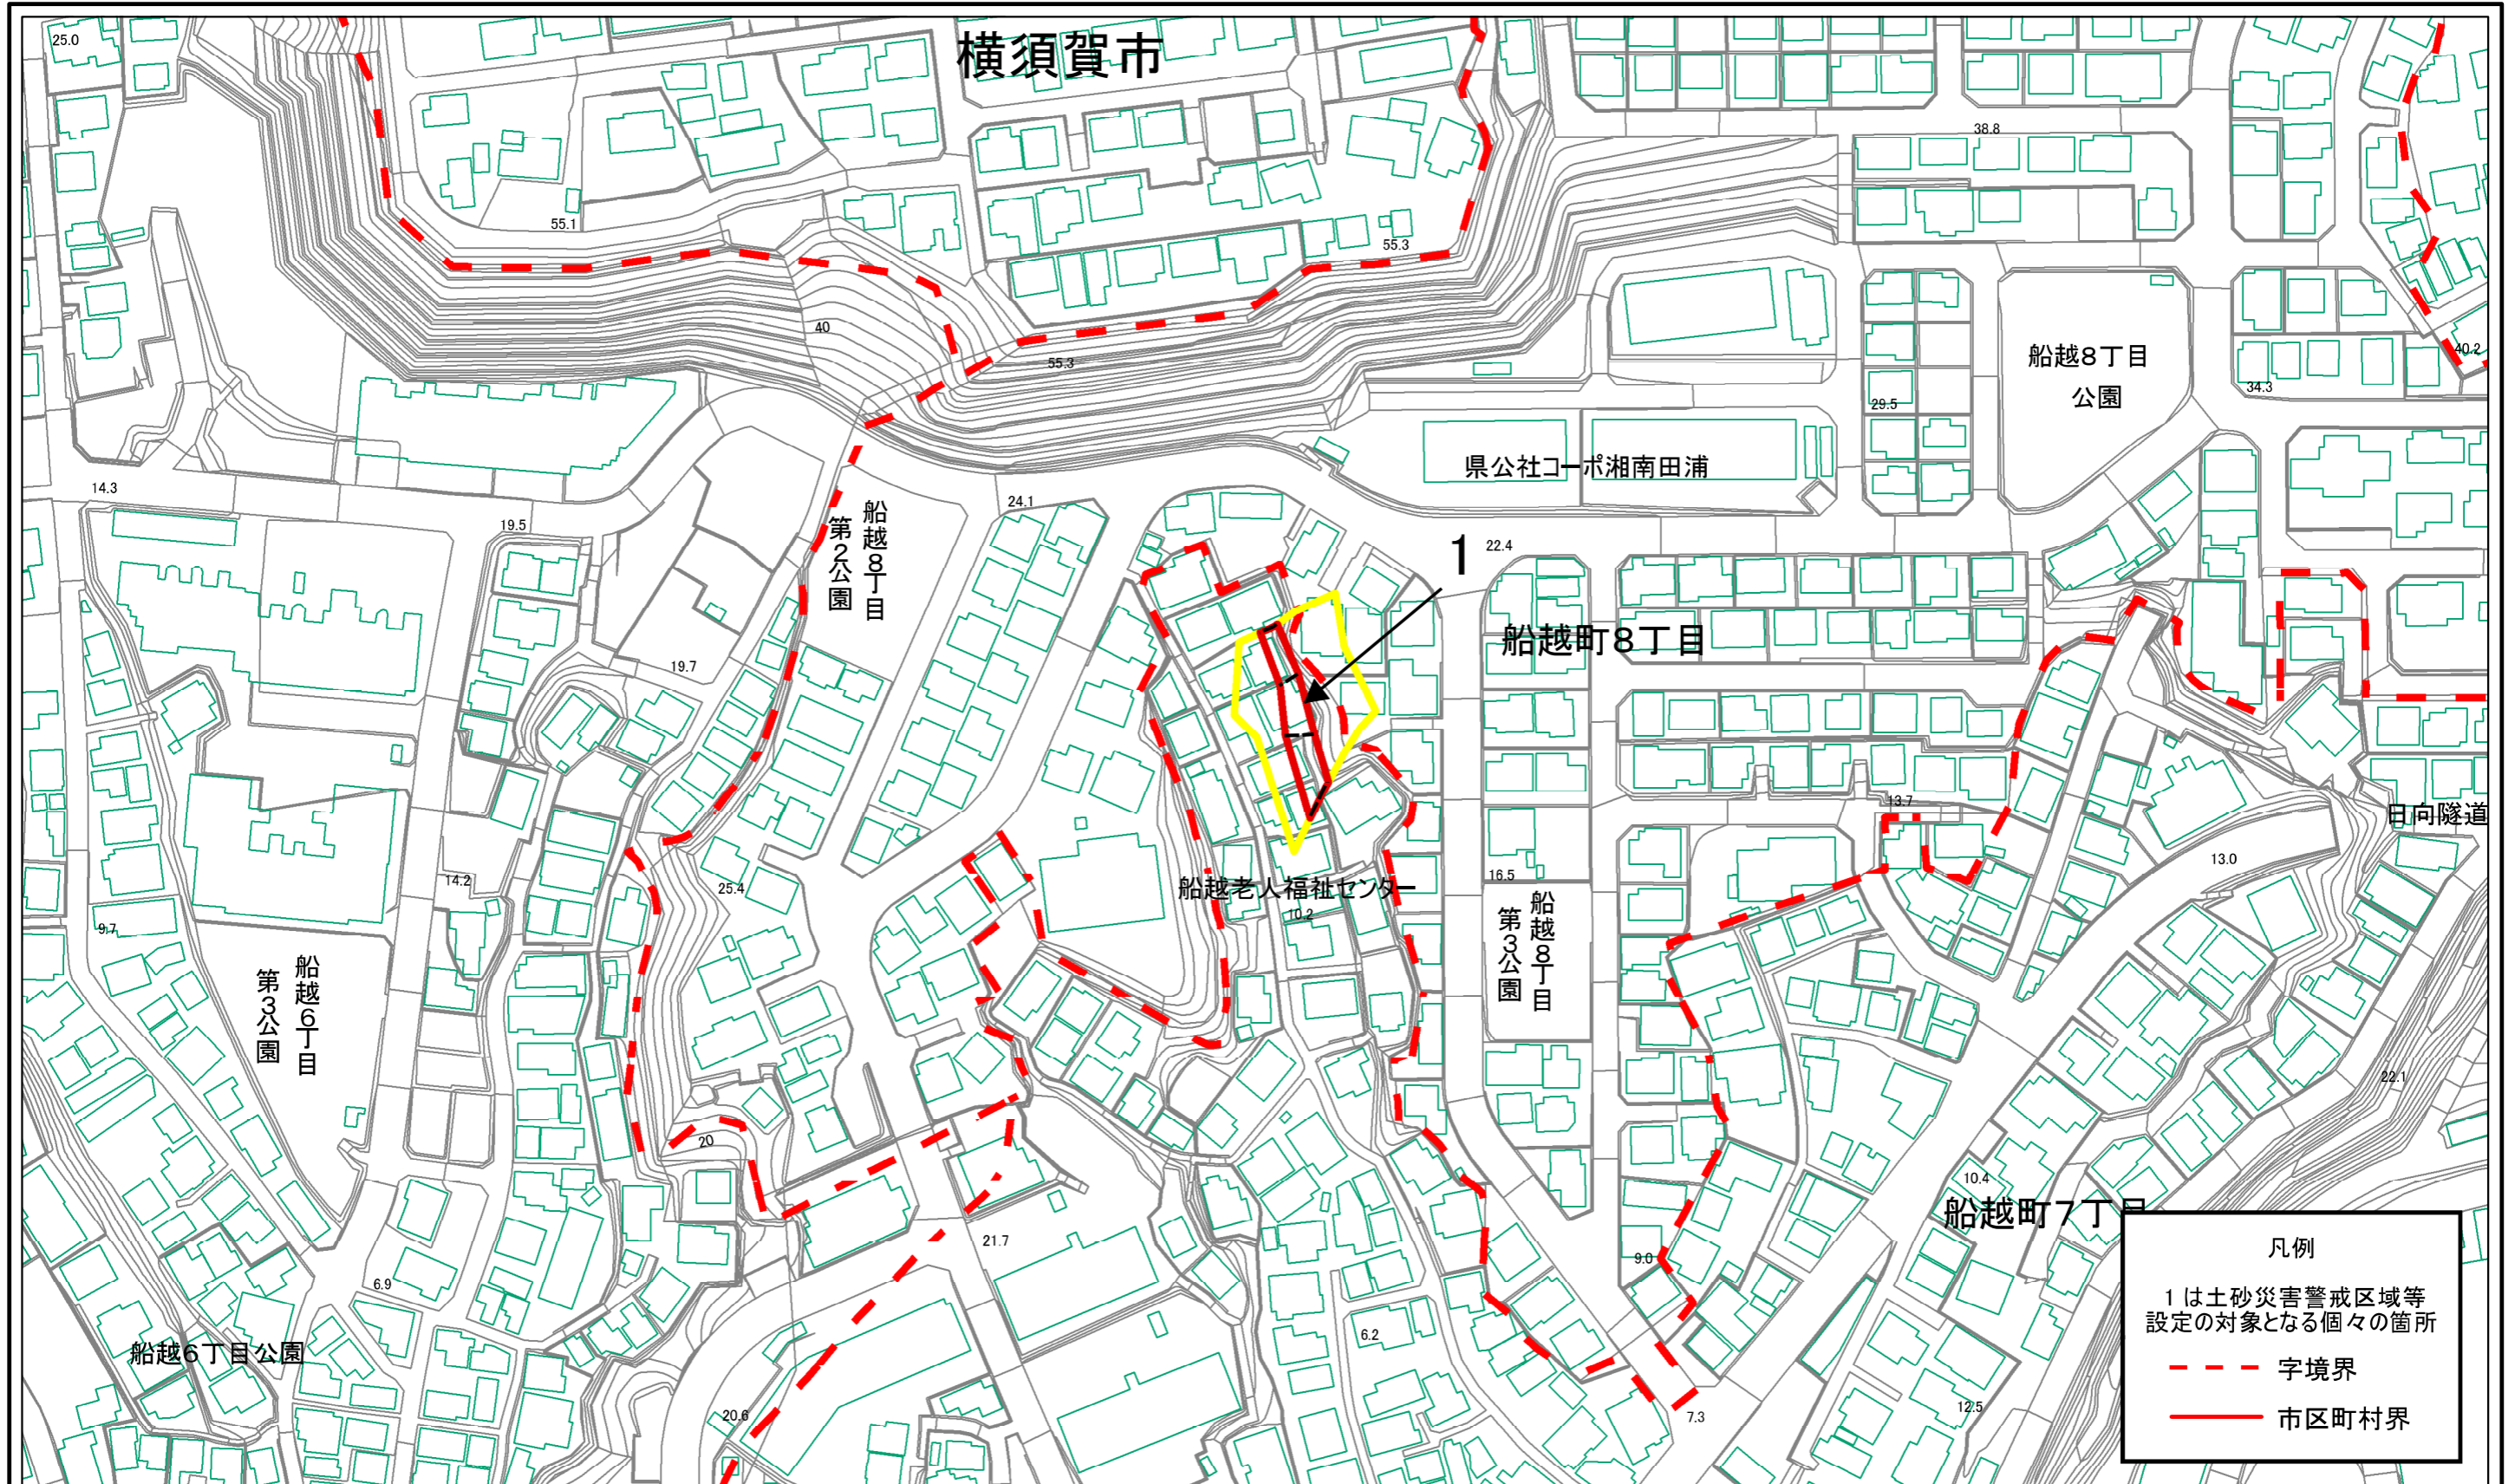 横須賀市
25.0
38.8
55.1
55.3
40
55.3
船越8丁目
公園
40.2
34.3
29.5
県公社コーポ湘南田浦
14.3
19.5
24.1
船越8丁目
第2公園
1
22.4
船越町8丁目
19.7
13.7
日向隧道
13.0
14.2
25.4
船越老人福祉センター
10.2
16.5
船越8丁目
第3公園
9.7
船越6丁目
第3公園
22.1
20
10.4
船越町7丁目
21.7
9.0
6.9
6.2
船越6丁目公園
20.6
7.3
12.5
凡例
1は土砂災害警戒区域等
設定の対象となる個々の箇所
字境界
市区町村界